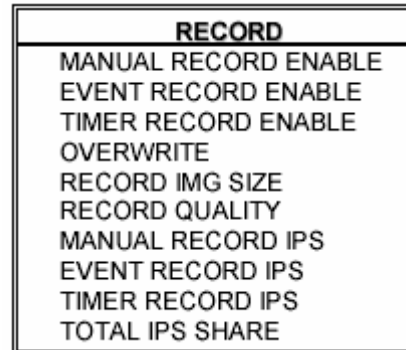 RECORD
MANUAL RECORD ENABLE
EVENT RECORD ENABLE
TIMER RECORD ENABLE
OVERWRITE
RECORD IMG SIZE
RECORD QUALITY
MANUAL RECORD IPS
EVENT RECORD IPS
TIMER RECORD IPS
TOTAL IPS SHARE